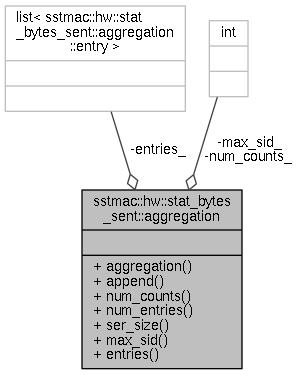 list< sstmac::hw::stat
_bytes_sent::aggregation
::entry >
int
-entries_
-max_sid_
-num_counts_
sstmac::hw::stat_bytes
_sent::aggregation
+ aggregation()
+ append()
+ num_counts()
+ num_entries()
+ ser_size()
+ max_sid()
+ entries()